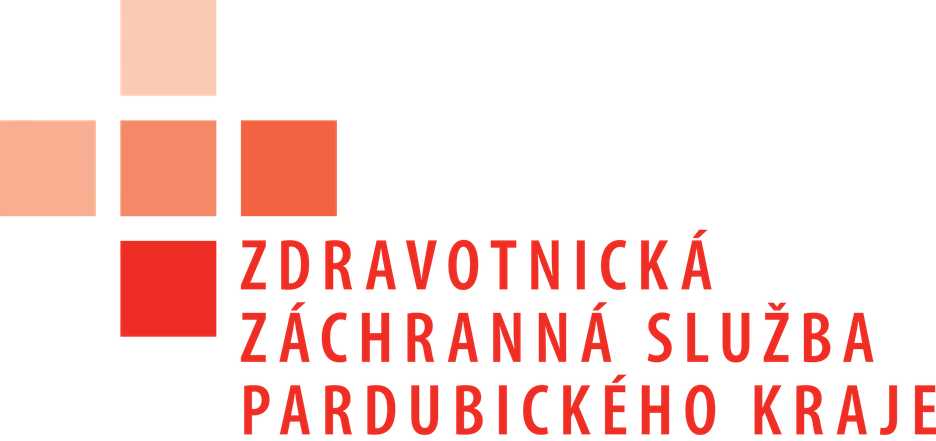 ZDRAVOTNICKÁ
ZÁCHRANNÁ SLUŽBA
PARDUBICKÉHO KRAJE